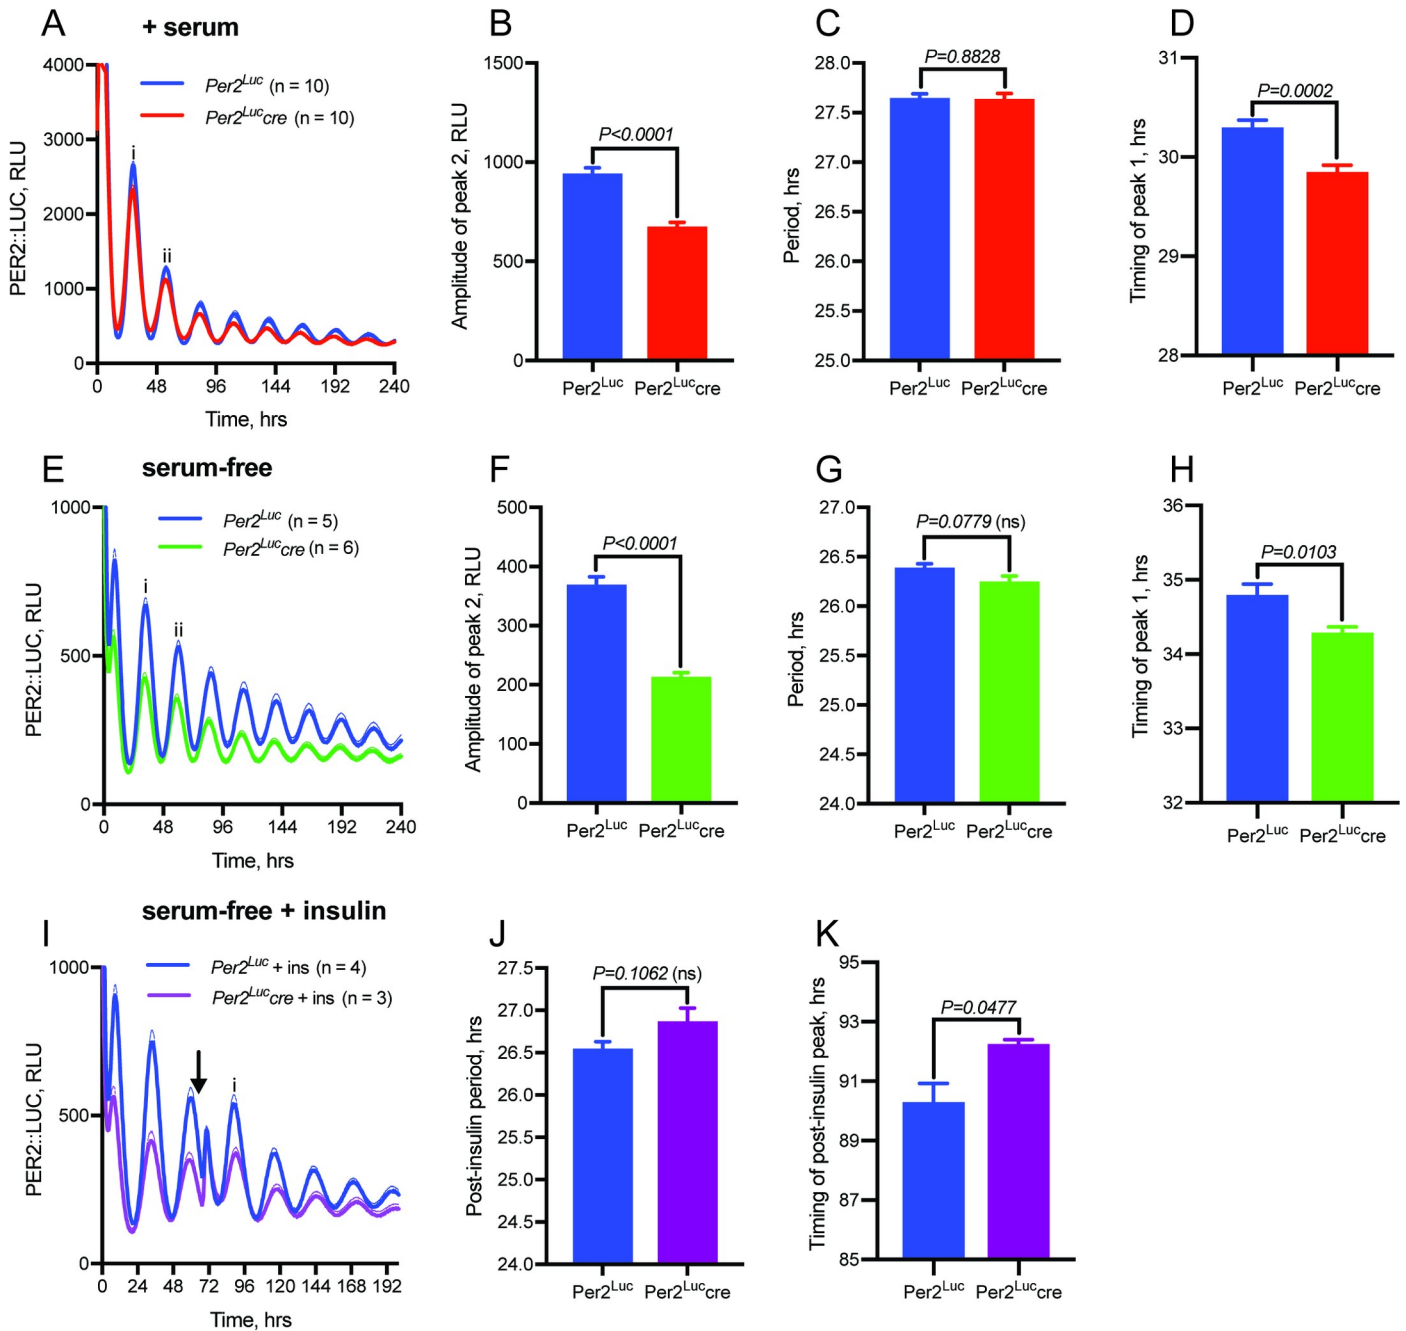 A
+ serum
4000
3000
2000
1000
0
PER2::LUC, RLU
Per2Luc (n = 10)
Per2Luccre (n = 10)
i
ii
0 48 96 144 192 240
Time, hrs
B
1500
1000
500
0
Amplitude of peak 2, RLU
P<0.0001
Per2Luc Per2Luccre
C
28.0
27.5
27.0
26.5
26.0
25.5
25.0
Period, hrs
P=0.8828
Per2Luc Per2Luccre
D
31
30
29
28
Timing of peak 1, hrs
P=0.0002
Per2Luc Per2Luccre
E
serum-free
1000
500
0
PER2::LUC, RLU
Per2Luc (n = 5)
Per2Luccre (n = 6)
i
ii
0 48 96 144 192 240
Time, hrs
F
500
400
300
200
100
0
Amplitude of peak 2, RLU
P<0.0001
Per2Luc Per2Luccre
G
27.0
26.5
26.0
25.5
25.0
24.5
24.0
Period, hrs
P=0.0779 (ns)
Per2Luc Per2Luccre
H
36
35
34
33
32
Timing of peak 1, hrs
P=0.0103
Per2Luc Per2Luccre
I
serum-free + insulin
1000
500
0
PER2::LUC, RLU
Per2Luc + ins (n = 4)
Per2Luccre + ins (n = 3)
i
0 24 48 72 96 120 144 168 192
Time, hrs
J
27.5
27.0
26.5
26.0
25.5
25.0
24.5
24.0
Post-insulin period, hrs
P=0.1062 (ns)
Per2Luc Per2Luccre
K
95
93
91
89
87
85
Timing of post-insulin peak, hrs
P=0.0477
Per2Luc Per2Luccre